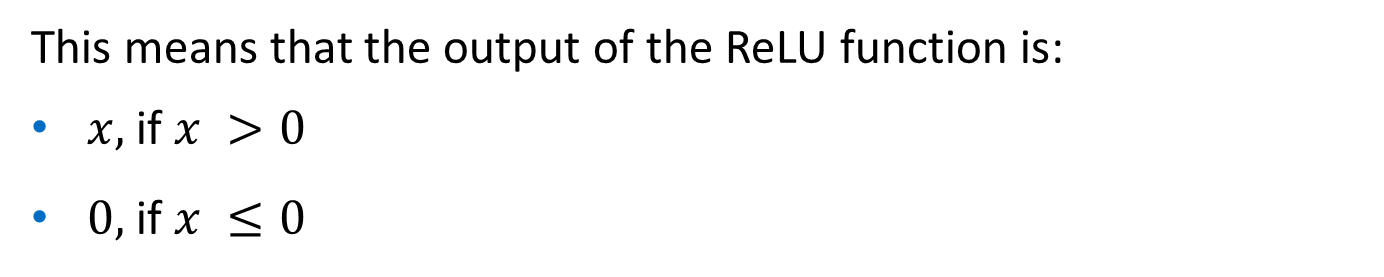 This means that the output of the ReLU function is:
• x, if x > 0
• 0, if x ≤ 0